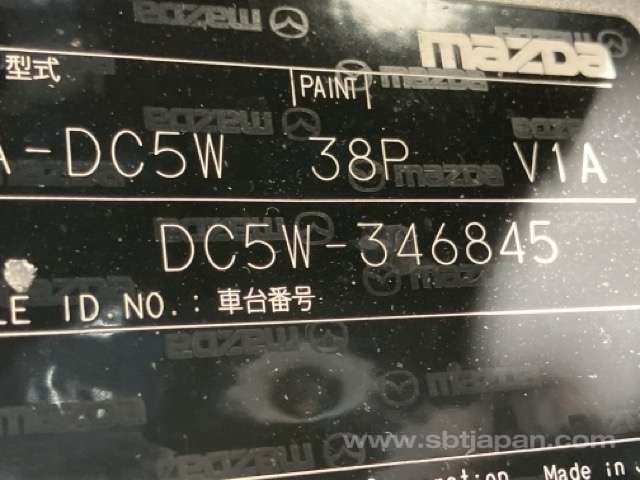 mazda
型式
PAINT
A-DC5W 38P V1A
DC5W-346845
LE ID.NO.: 車台番号
www.sbtjapan.com
Corporation Made in J